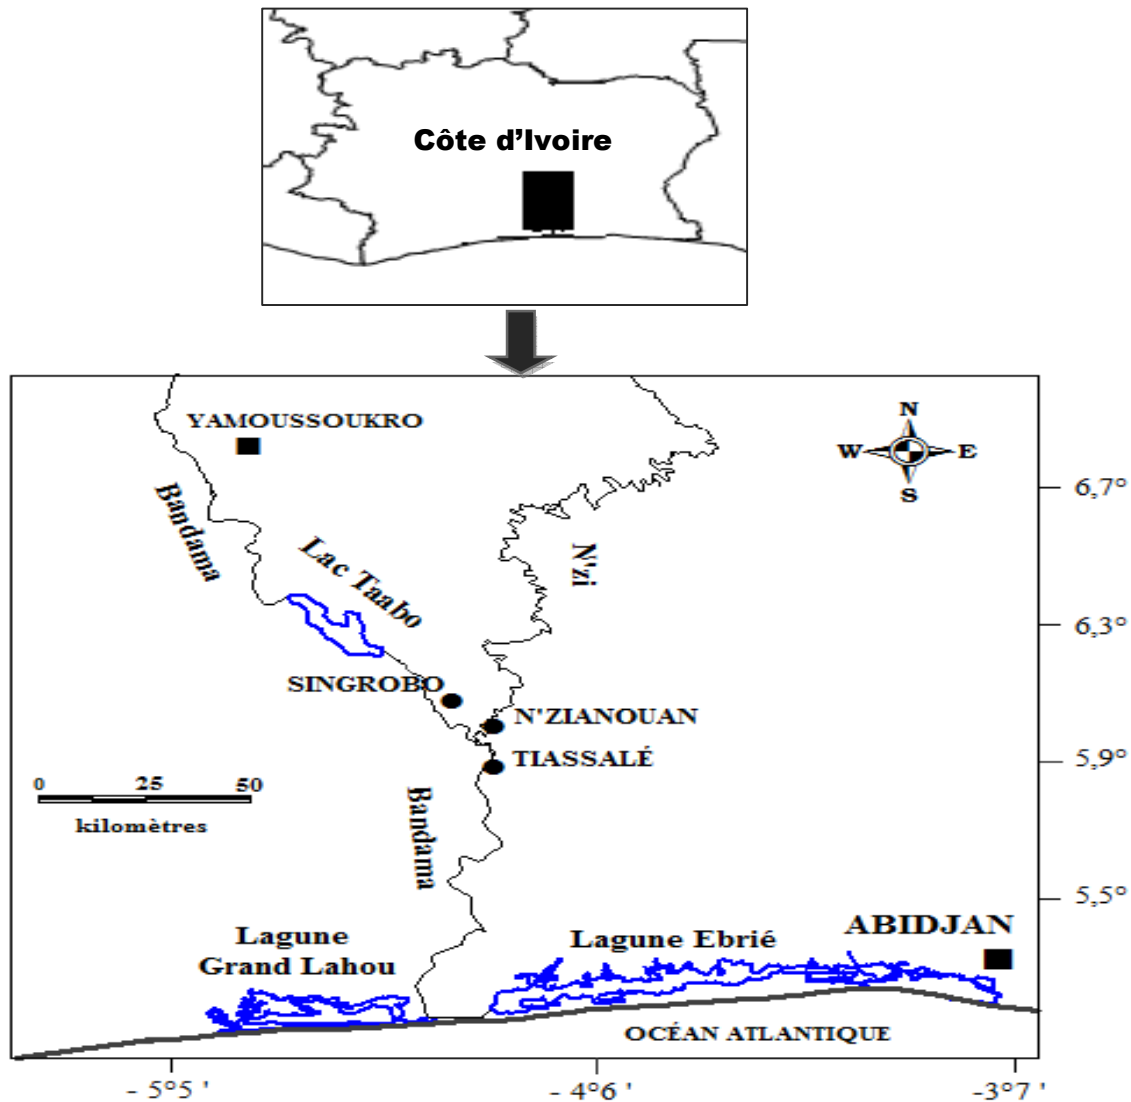 Côte d’Ivoire
YAMOUSSOUKRO
N
W
E
S
6,7°
Bandama
Lac Taabo
N'zi
6,3°
SINGROBO
N'ZIANOUAN
TIASSALÉ
5,9°
0 25 50
kilomètres
Bandama
5,5°
ABIDJAN
Lagune
Grand Lahou
Lagune Ebrié
OCÉAN ATLANTIQUE
- 5°5 '
- 4°6 '
-3°7 '